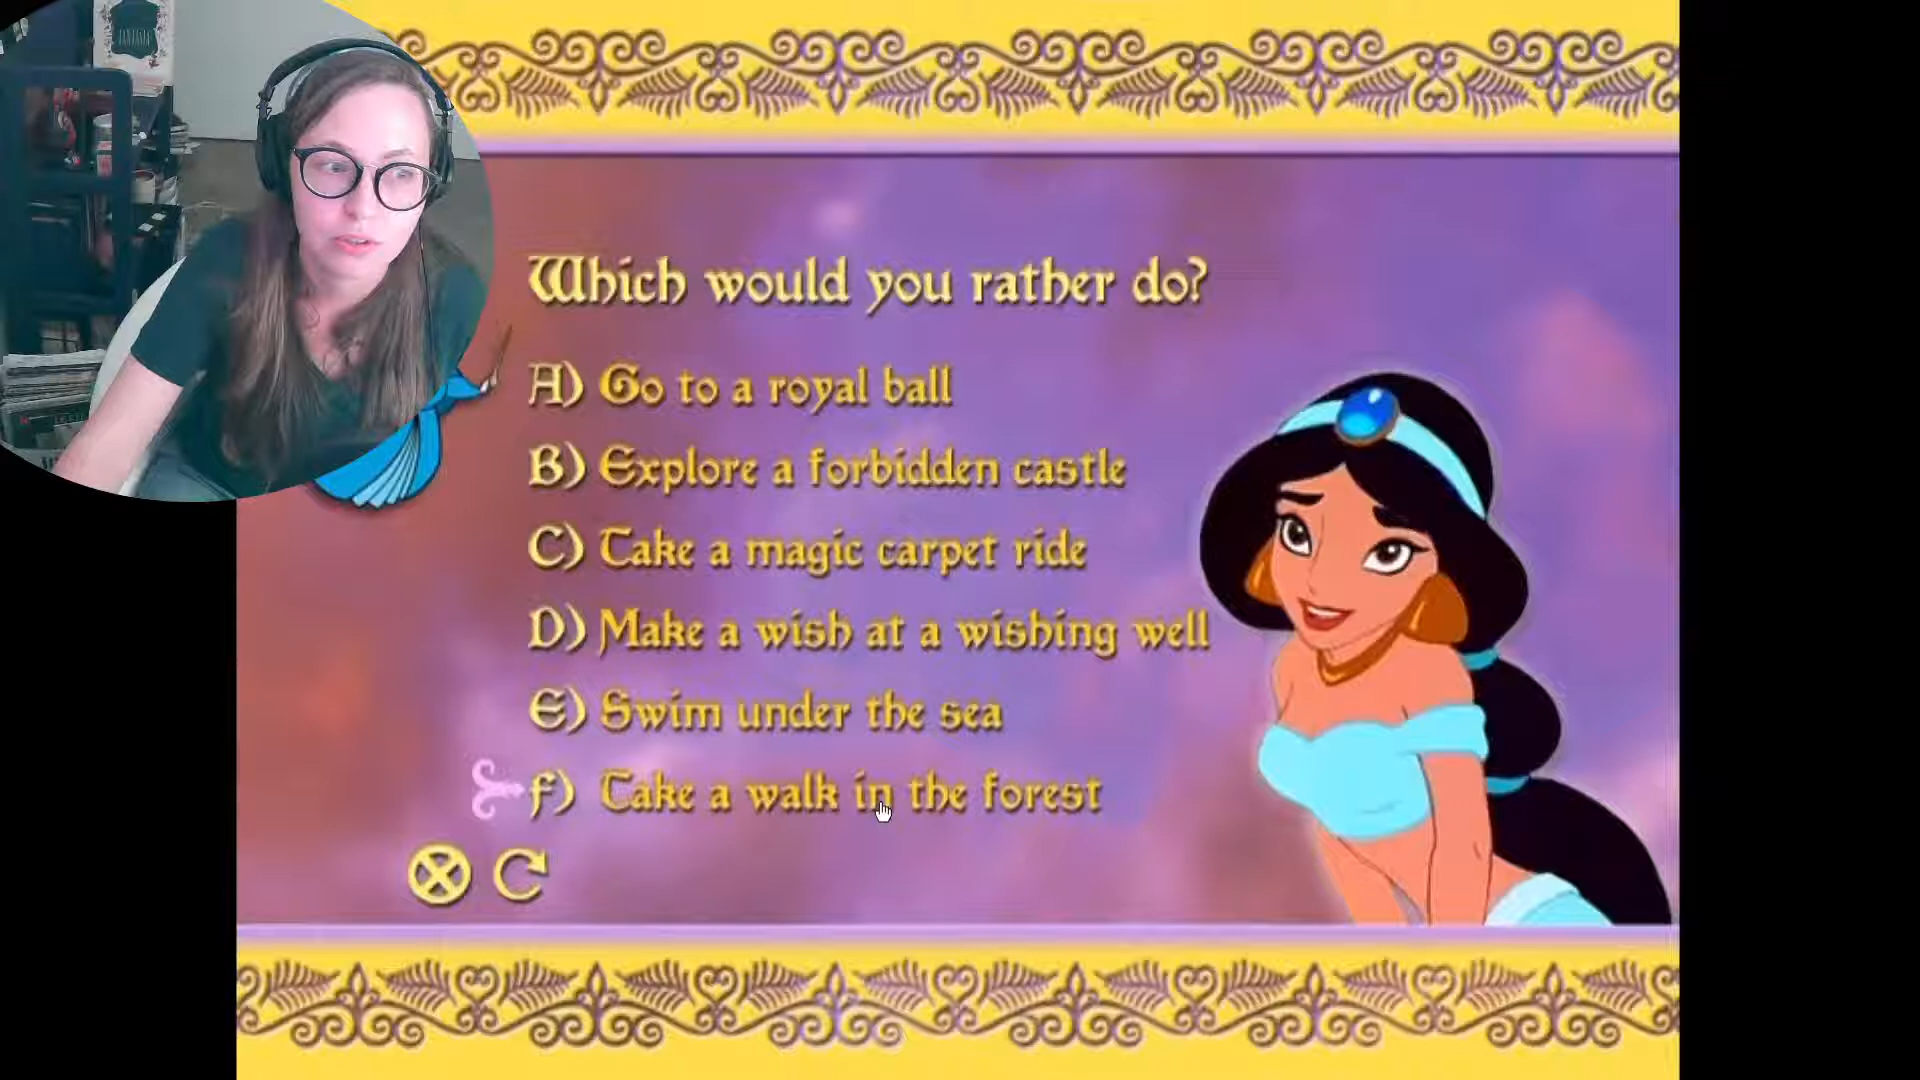 Which would you rather do?
A) Go to a royal ball
B) Explore a forbidden castle
C) Take a magic carpet ride
D) Make a wish at a wishing well
E) Swim under the sea
F) Take a walk in the forest